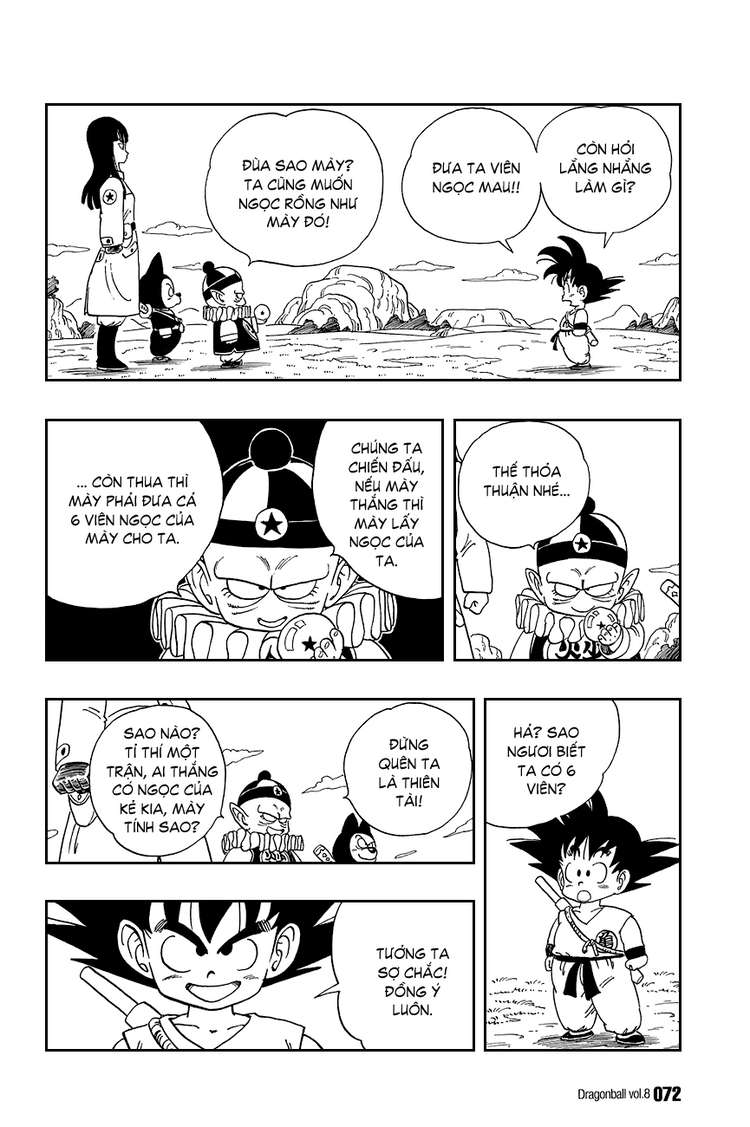 CÒN HỎI
LẰNG NHẰNG
LÀM GÌ?
ĐƯA TA VIÊN
NGỌC MAU!!
ĐÙA SAO MÀY?
TA CŨNG MUỐN
NGỌC RỒNG NHƯ
MÀY ĐÓ!
THẾ THỎA
THUẬN NHÉ...
CHÚNG TA
CHIẾN ĐẤU,
NẾU MÀY
THẮNG THÌ
MÀY LẤY
NGỌC CỦA
TA.
... CÒN THUA THÌ
MÀY PHẢI ĐƯA CẢ
6 VIÊN NGỌC CỦA
MÀY CHO TA.
HẢ? SAO
NGƯƠI BIẾT
TA CÓ 6
VIÊN?
ĐỪNG
QUÊN TA
LÀ THIÊN
TÀI!
SAO NÀO?
TỈ THÍ MỘT
TRẬN, AI THẮNG
CÓ NGỌC CỦA
KẺ KIA, MÀY
TÍNH SAO?
TƯỚNG TA
SỢ CHẮC!
ĐỒNG Ý
LUÔN.
Dragonball vol.8 072